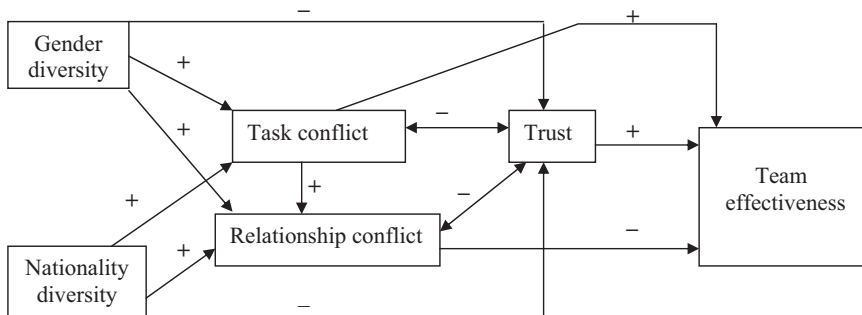 –
+
Gender
diversity
+
+
Task conflict
–
Trust
+
Team
effectiveness
+
+
–
Relationship conflict
–
+
Nationality
diversity
–